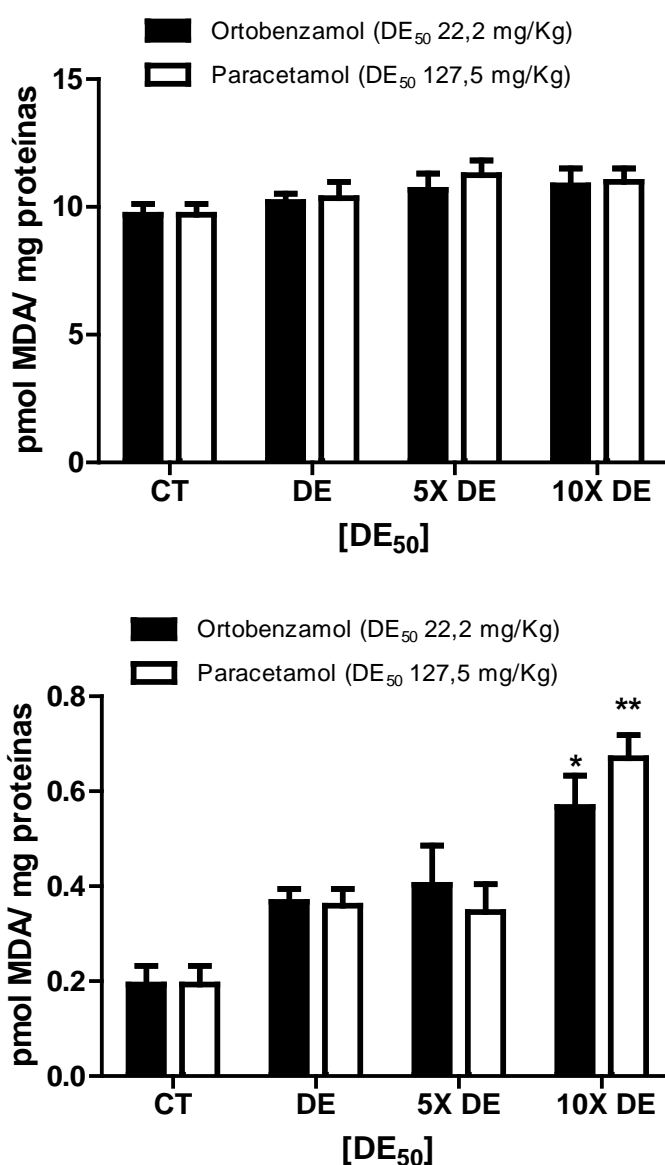 Ortobenzamol (DE50 22,2 mg/Kg)
Paracetamol (DE50 127,5 mg/Kg)
15
10
5
0
pmol MDA/ mg proteínas
CT DE 5X DE 10X DE
[DE50]
Ortobenzamol (DE50 22,2 mg/Kg)
Paracetamol (DE50 127,5 mg/Kg)
0.8
0.6
0.4
0.2
0.0
pmol MDA/ mg proteínas
* **
CT DE 5X DE 10X DE
[DE50]